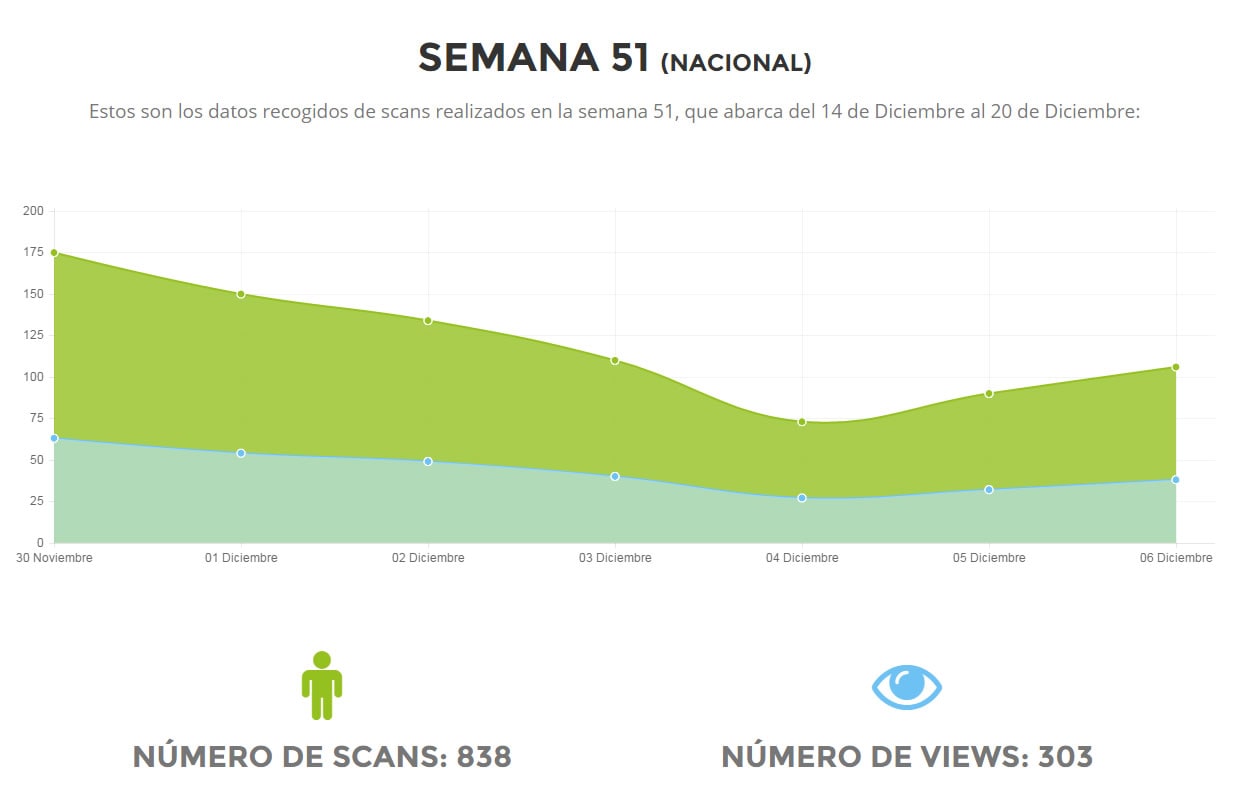 SEMANA 51 (NACIONAL)
Estos son los datos recogidos de scans realizados en la semana 51, que abarca del 14 de Diciembre al 20 de Diciembre:
200
175
150
125
100
75
50
25
0
30 Noviembre 01 Diciembre 02 Diciembre 03 Diciembre 04 Diciembre 05 Diciembre 06 Diciembre
NÚMERO DE SCANS: 838
NÚMERO DE VIEWS: 303